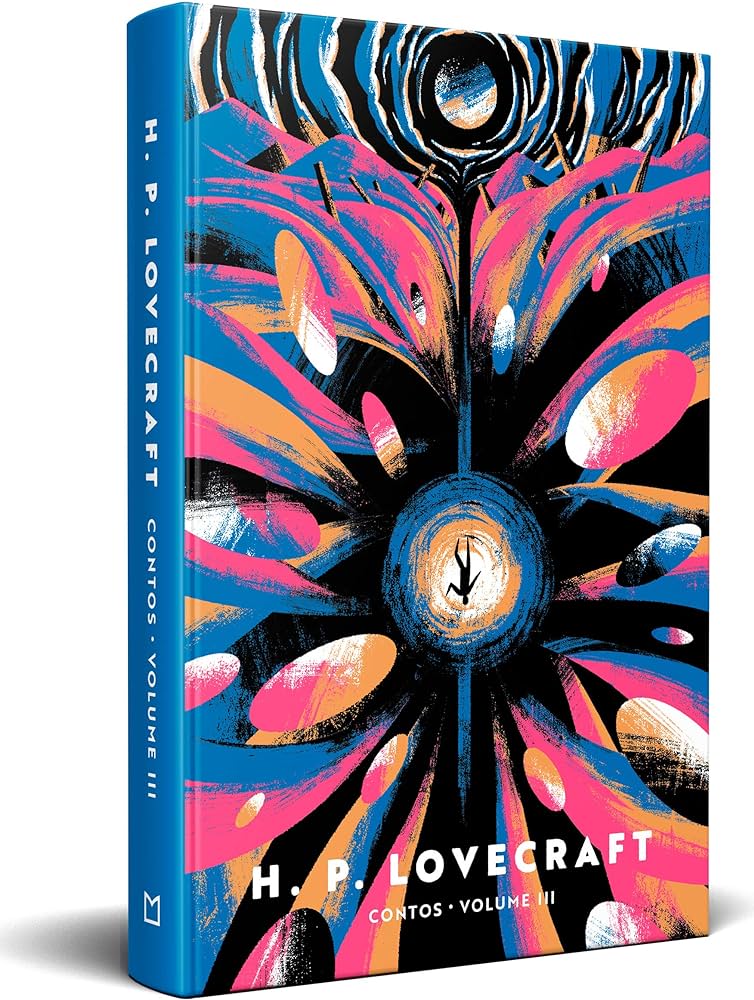 H. P. LOVECRAFT CONTOS • VOLUME III
H. P. LOVECRAFT
CONTOS • VOLUME III